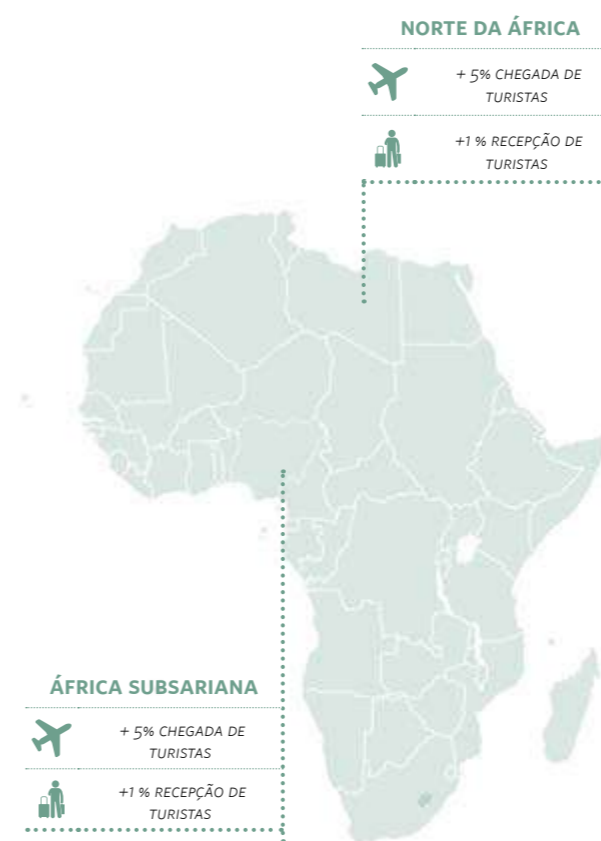 NORTE DA ÁFRICA
+ 5% CHEGADA DE
TURISTAS
+1 % RECEPÇÃO DE
TURISTAS
ÁFRICA SUBSARIANA
+ 5% CHEGADA DE
TURISTAS
+1 % RECEPÇÃO DE
TURISTAS